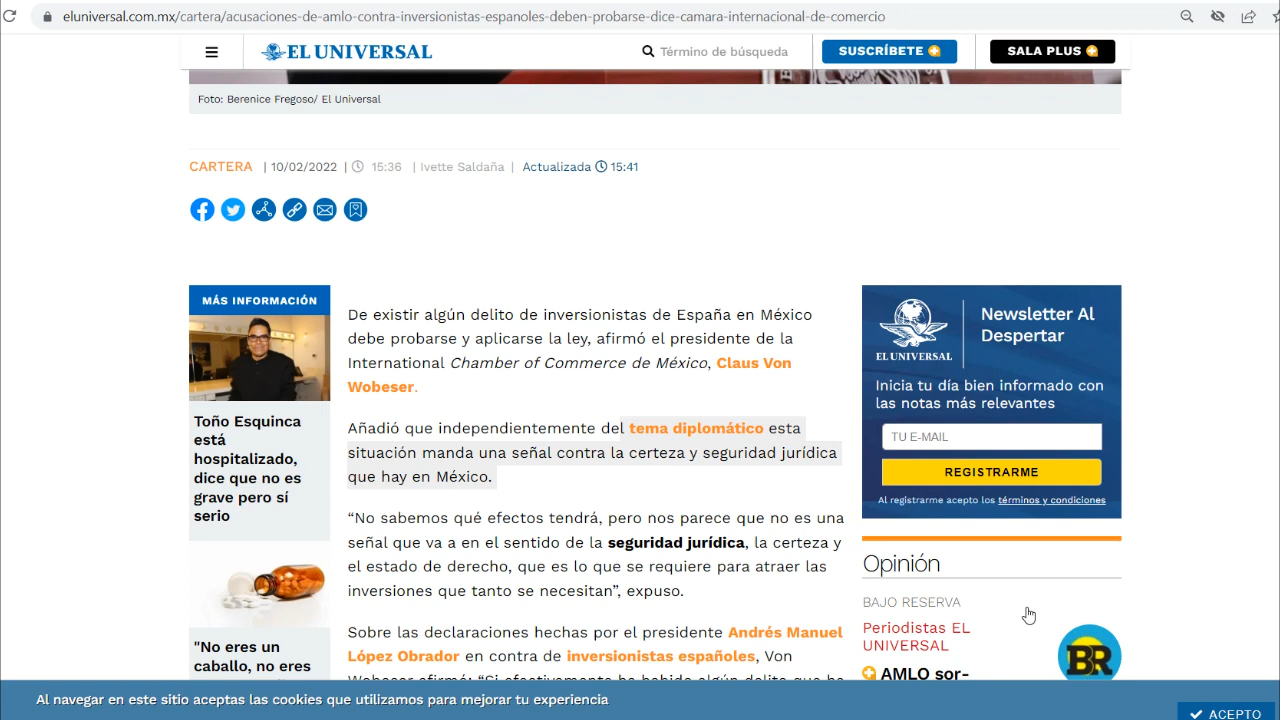 eluniversal.com.mx/cartera/acusaciones-de-amlo-contra-inversionistas-espanoles-deben-probarse-dice-camara-internacional-de-comercio
EL UNIVERSAL
Término de búsqueda
SUSCRÍBETE
SALA PLUS
Foto: Berenice Fregoso/ El Universal
CARTERA | 10/02/2022 | 15:36 | Ivette Saldaña | Actualizada 15:41
MÁS INFORMACIÓN
Toño Esquinca
está
hospitalizado,
dice que no es
grave pero sí
serio
"No eres un
caballo, no eres
De existir algún delito de inversionistas de España en México
debe probarse y aplicarse la ley, afirmó el presidente de la
International Chamber of Commerce de México, Claus Von
Wobeser.
Añadió que independientemente del tema diplomático esta
situación manda una señal contra la certeza y seguridad jurídica
que hay en México.
“No sabemos qué efectos tendrá, pero nos parece que no es una
señal que va a en el sentido de la seguridad jurídica, la certeza y
el estado de derecho, que es lo que se requiere para atraer las
inversiones que tanto se necesitan”, expuso.
Sobre las declaraciones hechas por el presidente Andrés Manuel
López Obrador en contra de inversionistas españoles, Von
EL UNIVERSAL
Newsletter Al
Despertar
Inicia tu día bien informado con
las notas más relevantes
TU E-MAIL
REGISTRARME
Al registrarme acepto los términos y condiciones
Opinión
BAJO RESERVA
Periodistas EL
UNIVERSAL
AMLO sor-
BR
Al navegar en este sitio aceptas las cookies que utilizamos para mejorar tu experiencia
ACEPTO